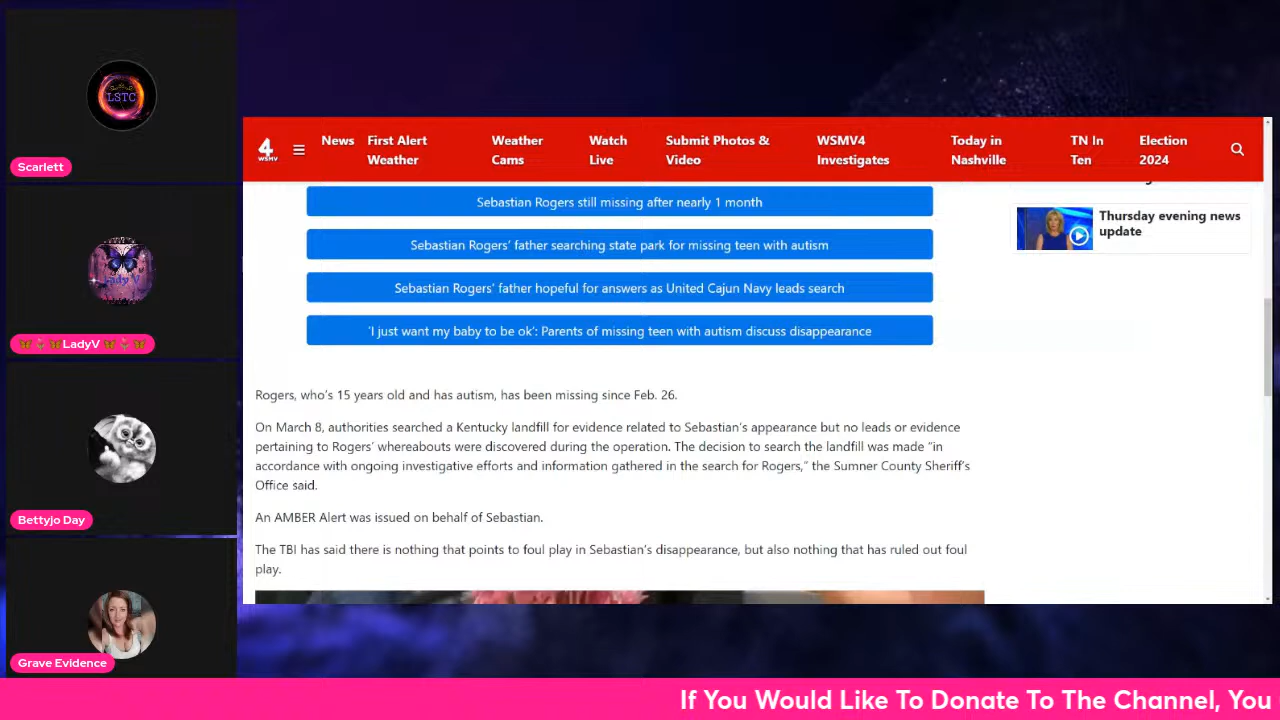 LSTC
Scarlett
Lady V
LadyV
Bettyjo Day
Grave Evidence
4
WSMV
News
First Alert
Weather
Weather
Cams
Watch
Live
Submit Photos &
Video
WSMV4
Investigates
Today in
Nashville
TN In
Ten
Election
2024
Sebastian Rogers still missing after nearly 1 month
Sebastian Rogers’ father searching state park for missing teen with autism
Sebastian Rogers’ father hopeful for answers as United Cajun Navy leads search
‘I just want my baby to be ok’: Parents of missing teen with autism discuss disappearance
Thursday evening news
update
Rogers, who’s 15 years old and has autism, has been missing since Feb. 26.
On March 8, authorities searched a Kentucky landfill for evidence related to Sebastian’s appearance but no leads or evidence
pertaining to Rogers’ whereabouts were discovered during the operation. The decision to search the landfill was made “in
accordance with ongoing investigative efforts and information gathered in the search for Rogers,” the Sumner County Sheriff’s
Office said.
An AMBER Alert was issued on behalf of Sebastian.
The TBI has said there is nothing that points to foul play in Sebastian’s disappearance, but also nothing that has ruled out foul
play.
If You Would Like To Donate To The Channel, You